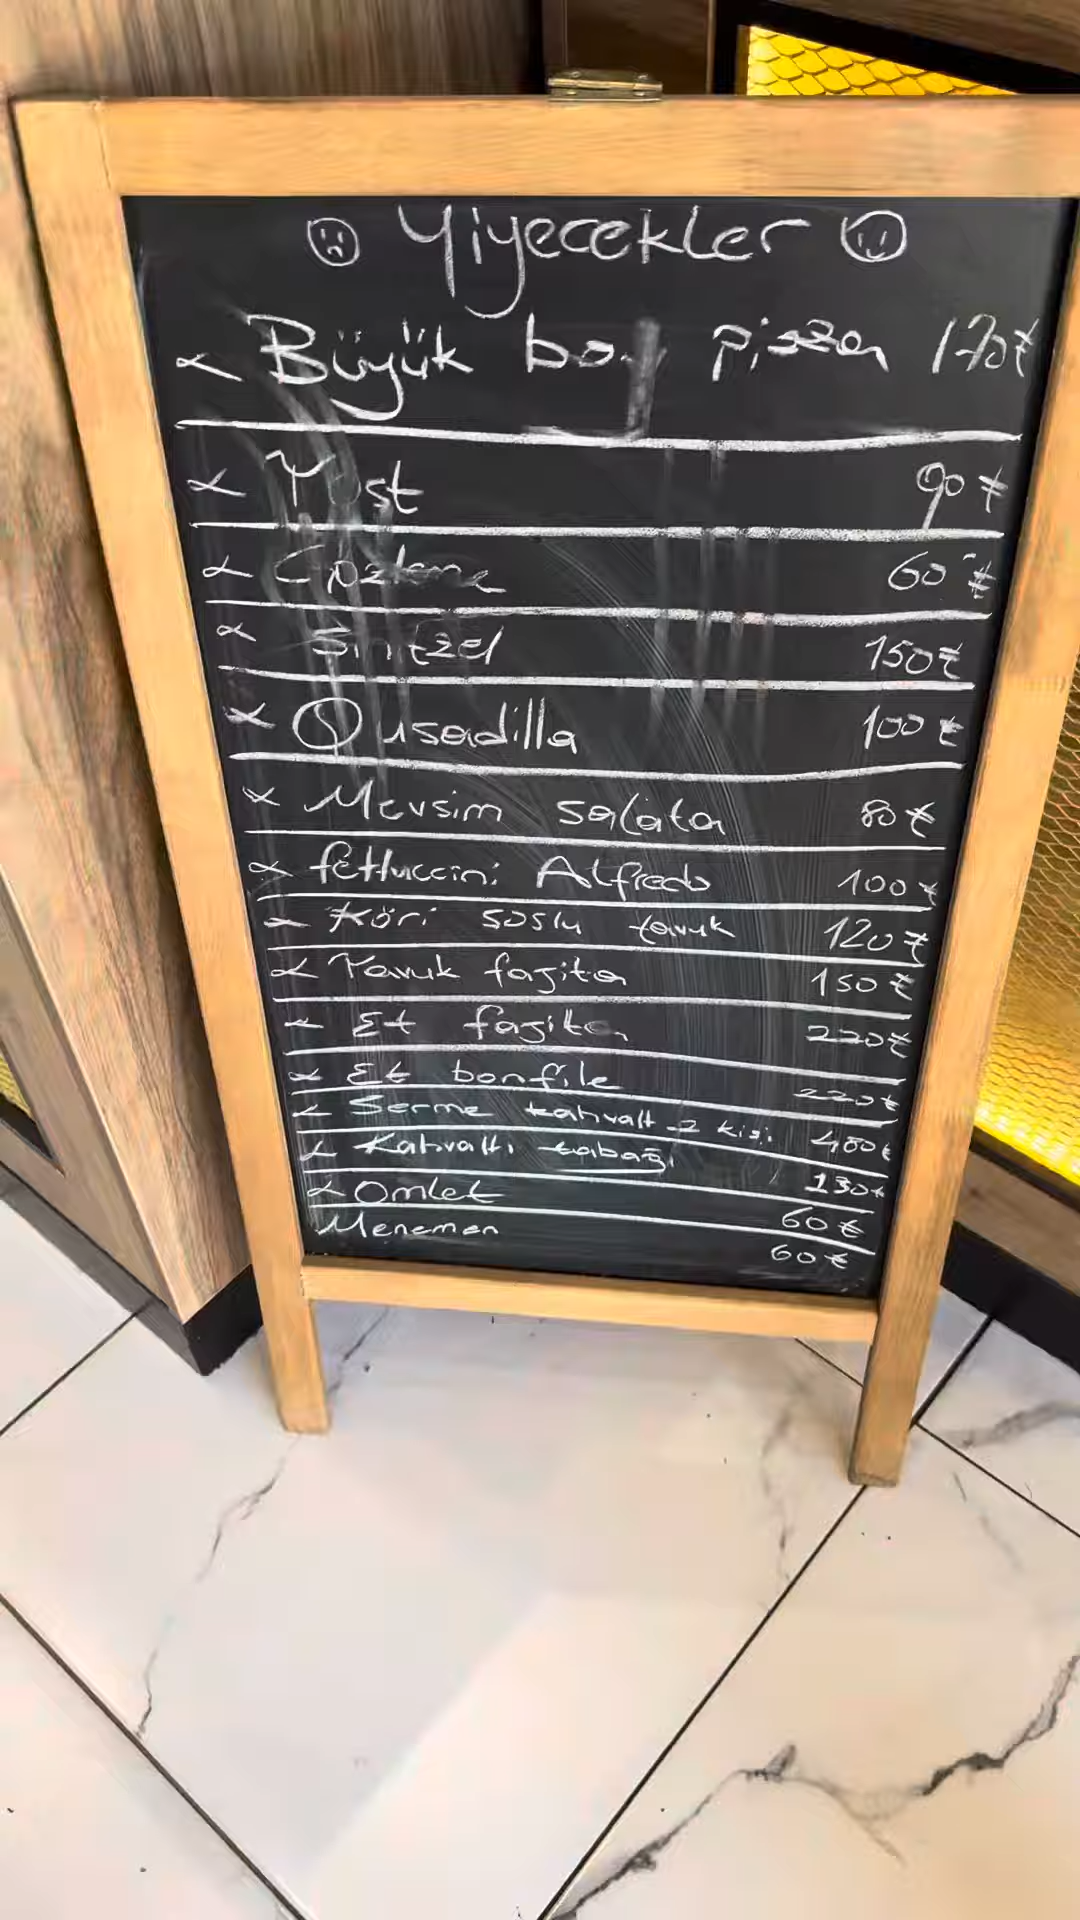 Yiyecekler
Büyük boy pizza 170₺
Tost 90₺
Gözleme 60₺
Şinitzel 150₺
Qusadilla 100₺
Mevsim salata 80₺
fettuccini Alfredo 100₺
Köri soslu tavuk 120₺
Tavuk fajita 150₺
Et fajita 220₺
Et bonfile 220₺
Serme kahvaltı 2 kişi 400₺
Kahvaltı tabağı 130₺
Omlet 60₺
Menemen 60₺